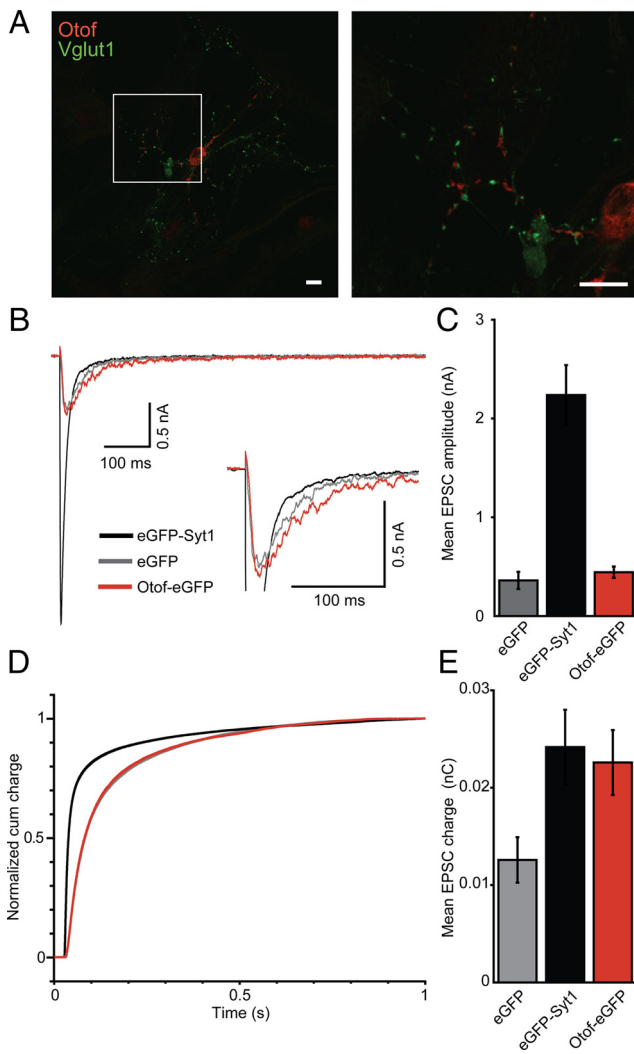 A
Otof
Vglut1
B
0.5 nA
100 ms
0.5 nA
100 ms
eGFP-Syt1
eGFP
Otof-eGFP
C
Mean EPSC amplitude (nA)
3
2
1
0
eGFP
eGFP-Syt1
Otof-eGFP
D
Normalized cum charge
1
0.5
0
0
0.5
1
Time (s)
E
Mean EPSC charge (nC)
0.03
0.02
0.01
0
eGFP
eGFP-Syt1
Otof-eGFP